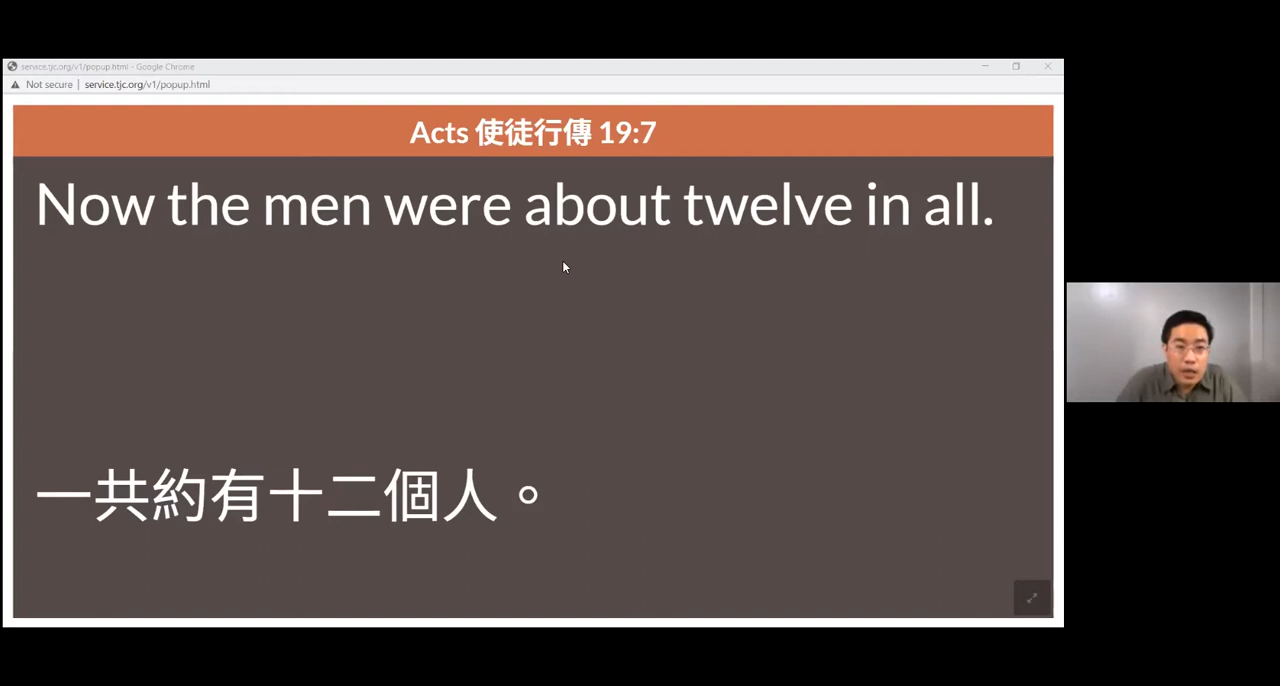 service.tjc.org/v1/popup.html - Google Chrome
Not secure | service.tjc.org/v1/popup.html
Acts 使徒行傳 19:7
Now the men were about twelve in all.
一共約有十二個人。